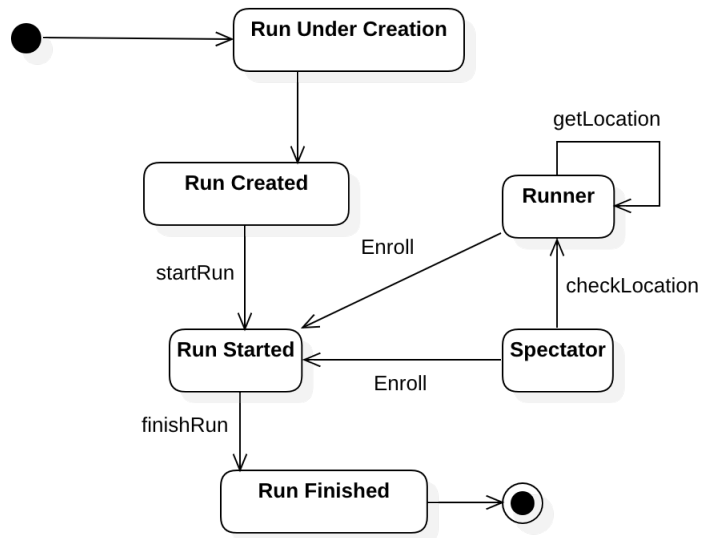 Run Under Creation
getLocation
Run Created
Runner
Enroll
startRun
checkLocation
Run Started
Spectator
Enroll
finishRun
Run Finished